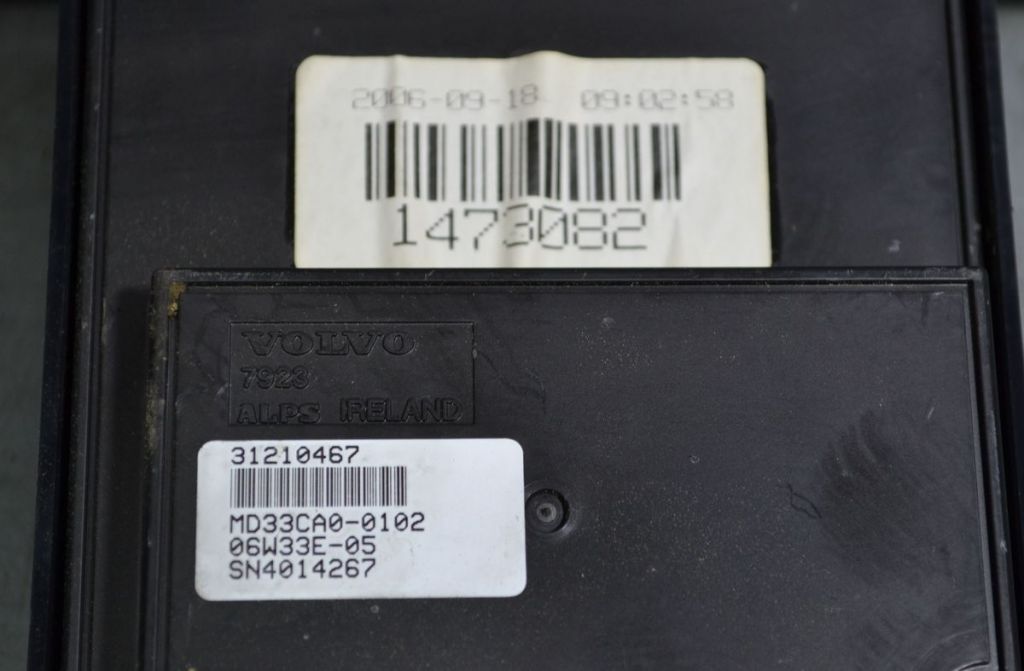 2006-09-18 09:02:58
1473082
VOLVO
7923
ALPS IRELAND
31210467
MD33CA0-0102
06W33E-05
SN4014267